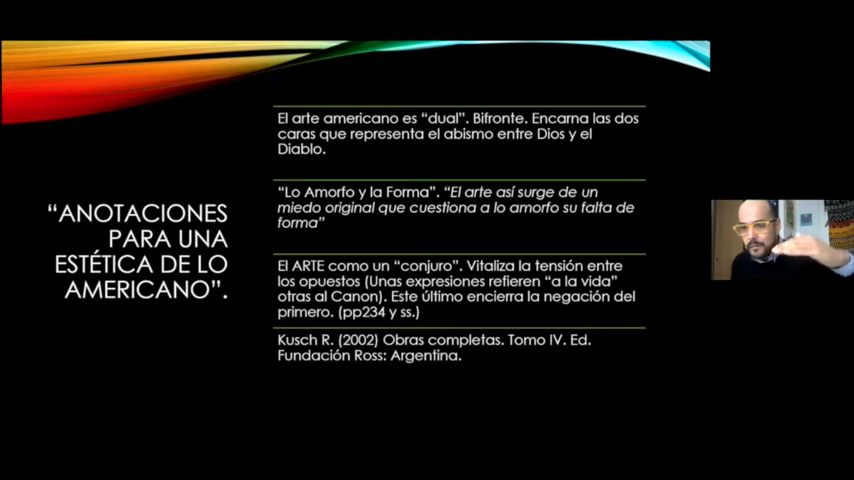 “ANOTACIONES
PARA UNA
ESTÉTICA DE LO
AMERICANO”.
El arte americano es “dual”. Bifronte. Encarna las dos
caras que representa el abismo entre Dios y el
Diablo.
“Lo Amorfo y la Forma”. “El arte así surge de un
miedo original que cuestiona a lo amorfo su falta de
forma”
El ARTE como un “conjuro”. Vitaliza la tensión entre
los opuestos (Unas expresiones refieren “a la vida”
otras al Canon). Este último encierra la negación del
primero. (pp234 y ss.)
Kusch R. (2002) Obras completas. Tomo IV. Ed.
Fundación Ross: Argentina.